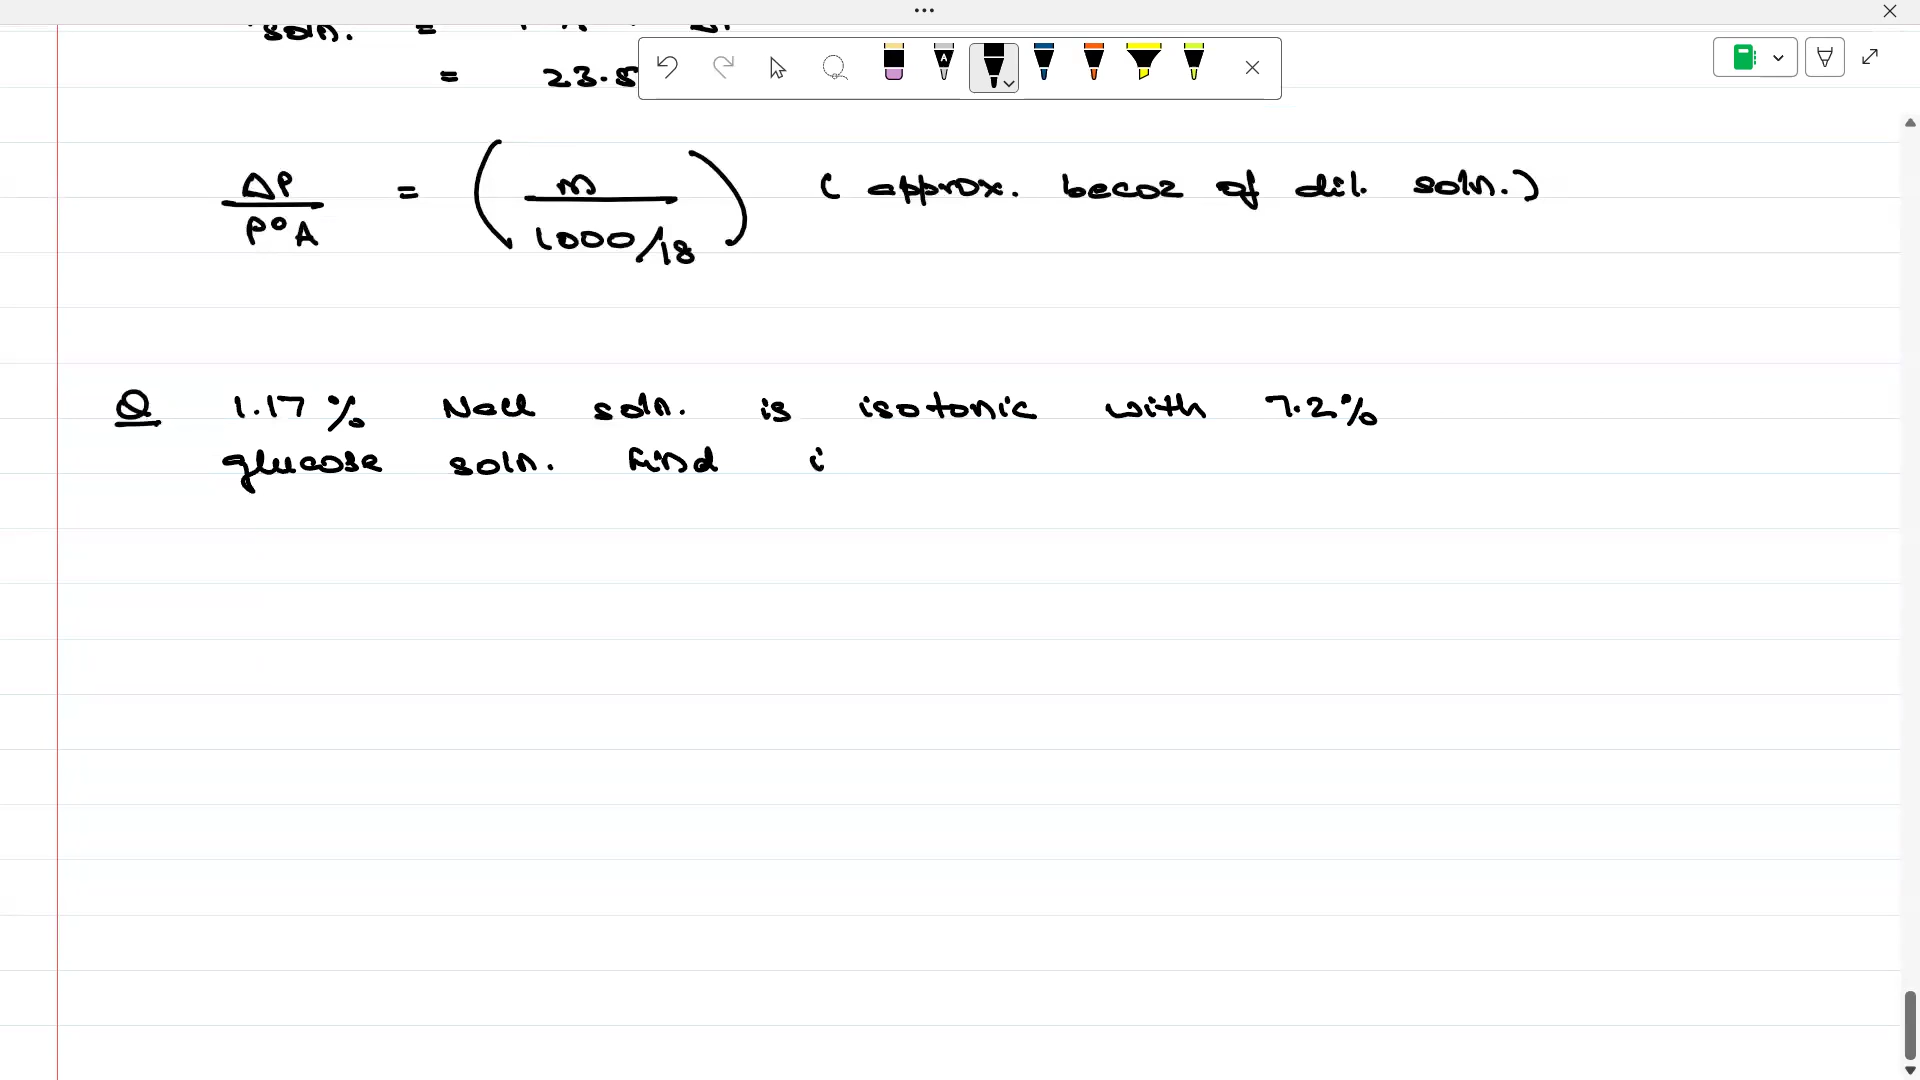 soln. =
= 23.5
ΔP / P°A = ( m / 1000/18 ) ( approx. becoz of dil. soln.)
Q 1.17 % NaCl soln. is isotonic with 7.2%
glucose soln. Find i